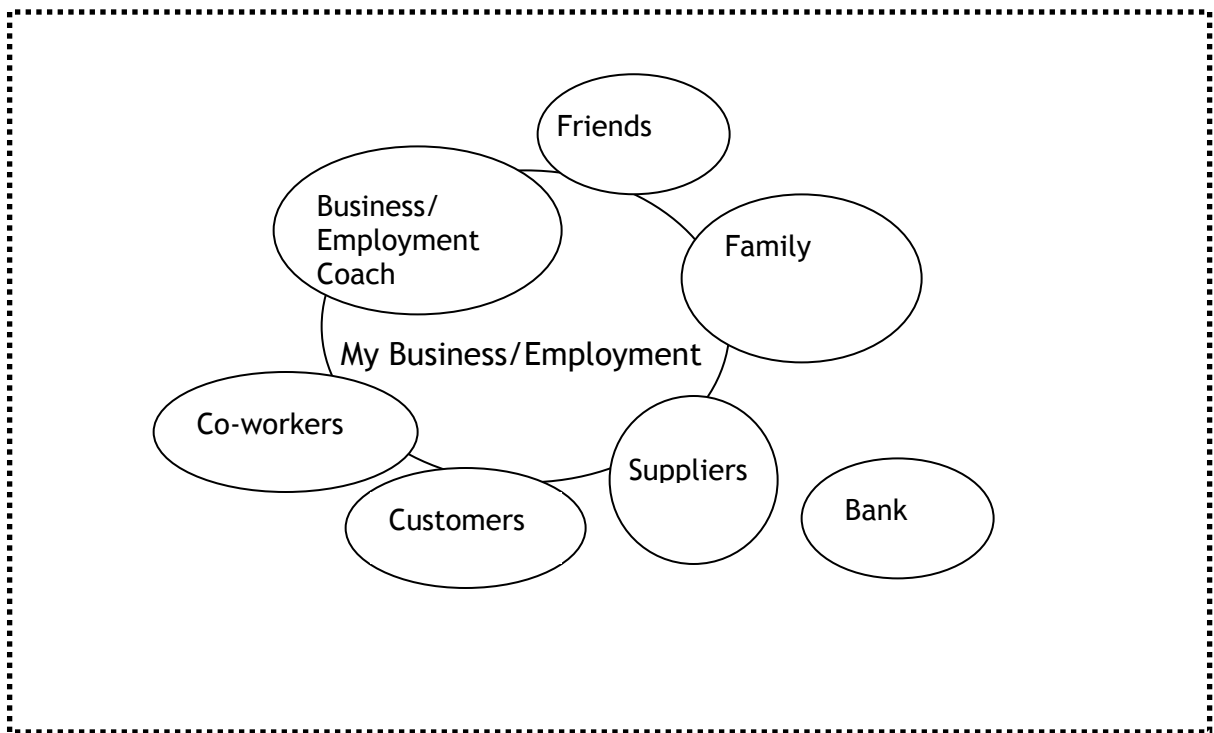 Friends
Business/
Employment
Coach
Family
My Business/Employment
Co-workers
Suppliers
Customers
Bank